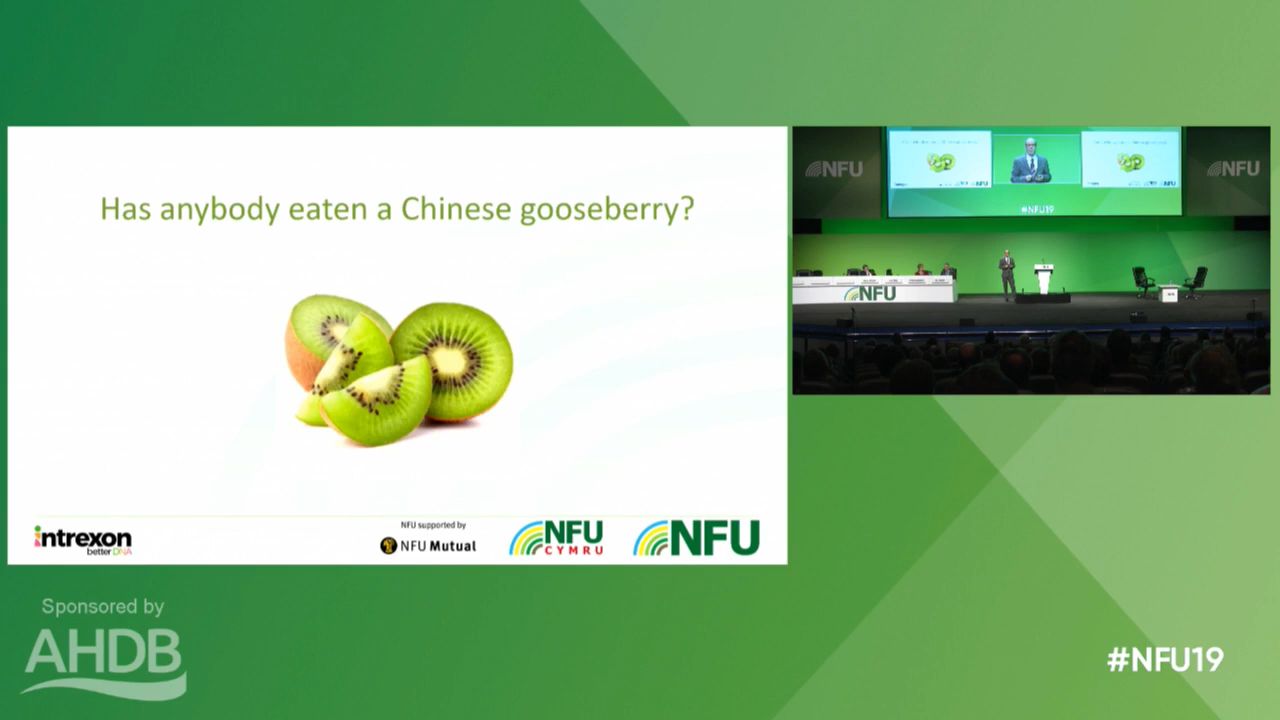 Has anybody eaten a Chinese gooseberry?
intrexon
better DNA
NFU supported by
NFU Mutual
NFU
CYMRU
NFU
NFU
NFU
#NFU19
NFU
Sponsored by
AHDB
#NFU19